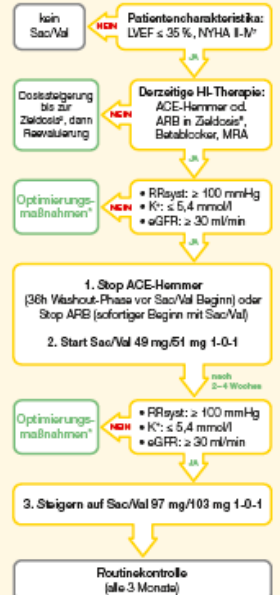 kein
Sac/Val
NEIN
Patientencharakteristika:
LVEF ≤ 35 %, NYHA II-IV
JA
Dosissteigerung
bis zur
Zieldosis, dann
Reevaluierung
NEIN
Derzeitige HI-Therapie:
ACE-Hemmer od.
ARB in Zieldosis,
Betablocker, MRA
JA
Optimierungs-
maßnahmen
NEIN
• RRsyst: ≥ 100 mmHg
• K⁺: ≤ 5,4 mmol/l
• eGFR: ≥ 30 ml/min
JA
1. Stop ACE-Hemmer
(36h Washout-Phase vor Sac/Val Beginn) oder
Stop ARB (sofortiger Beginn mit Sac/Val)
2. Start Sac/Val 49 mg/51 mg 1-0-1
nach
2–4 Wochen
Optimierungs-
maßnahmen
NEIN
• RRsyst: ≥ 100 mmHg
• K⁺: ≤ 5,4 mmol/l
• eGFR: ≥ 30 ml/min
JA
3. Steigern auf Sac/Val 97 mg/103 mg 1-0-1
Routinekontrolle
(alle 3 Monate)